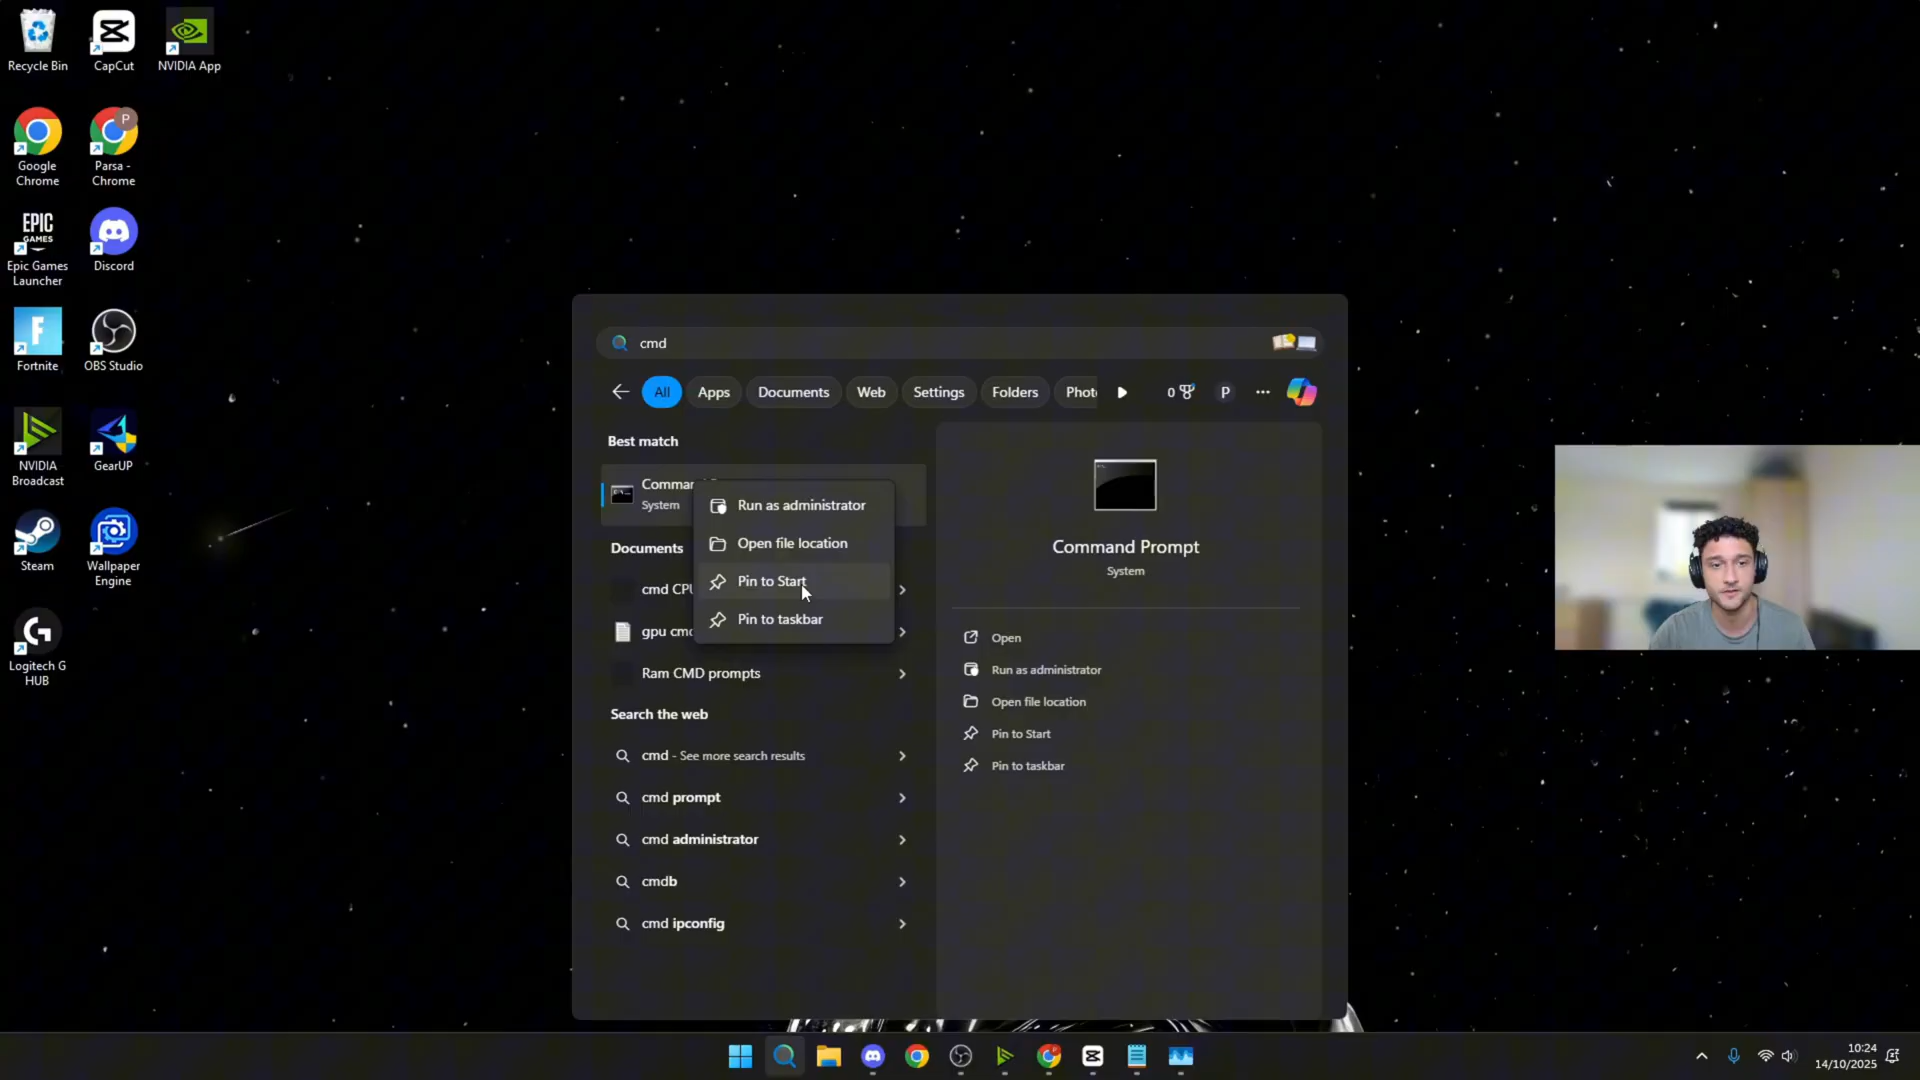 Recycle Bin
CapCut
NVIDIA App
Google
Chrome
P
Parsa -
Chrome
EPIC
GAMES
Epic Games
Launcher
Discord
F
Fortnite
OBS Studio
NVIDIA
Broadcast
GearUP
Steam
Wallpaper
Engine
Logitech G
HUB
cmd
All
Apps
Documents
Web
Settings
Folders
Phot
0
P
Best match
System
Run as administrator
Open file location
Pin to Start
Pin to taskbar
Documents
cmd
gpu
Ram CMD prompts
Search the web
cmd - See more search results
cmd prompt
cmd administrator
cmdb
cmd ipconfig
Command Prompt
System
Open
Run as administrator
Open file location
Pin to Start
Pin to taskbar
10:24
14/10/2025